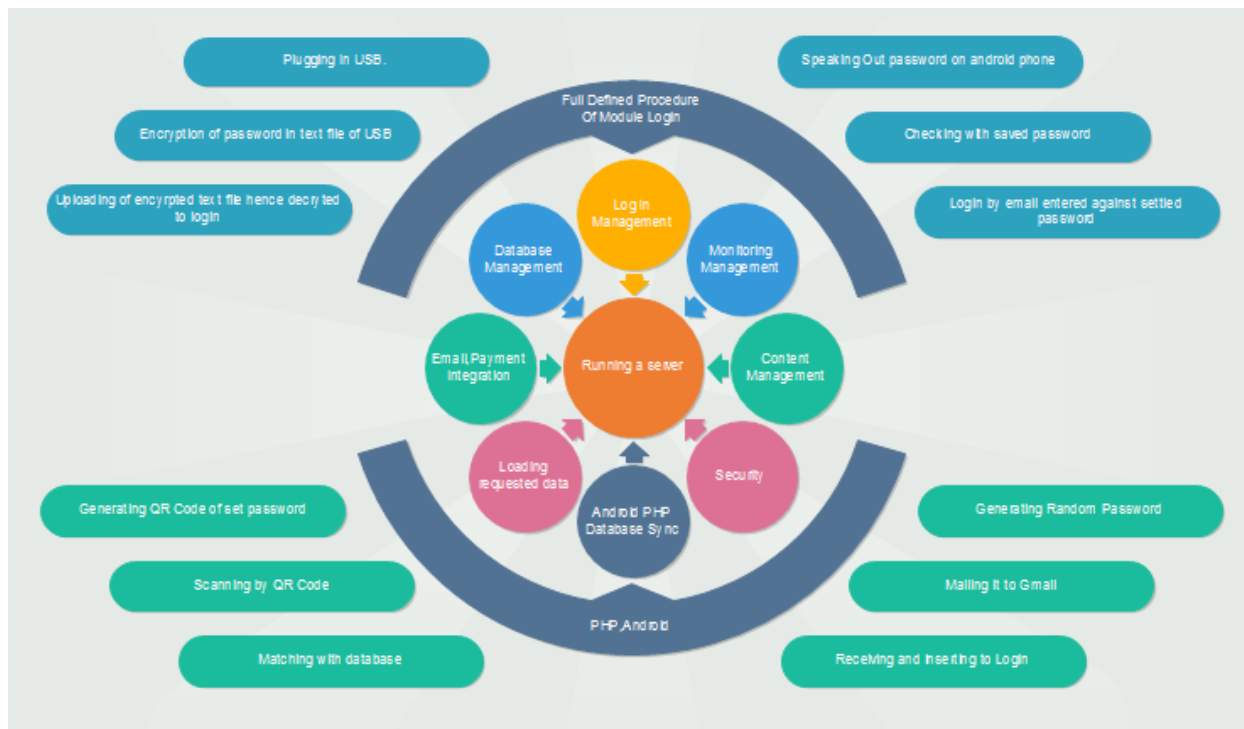 Plugging in USB.
Encryption of password in text file of USB
Uploading of encyrpted text file hence decryted
to login
Full Defined Procedure
Of Module Login
Speaking Out password on android phone
Checking with saved password
Login by email entered against settled
password
Login
Management
Database
Management
Monitoring
Management
Email,Payment
Integration
Running a server
Content
Management
Loading
requested data
Security
Android PHP
Database Sync
PHP,Android
Generating QR Code of set password
Scanning by QR Code
Matching with database
Generating Random Password
Mailing it to Gmail
Receiving and inserting to Login